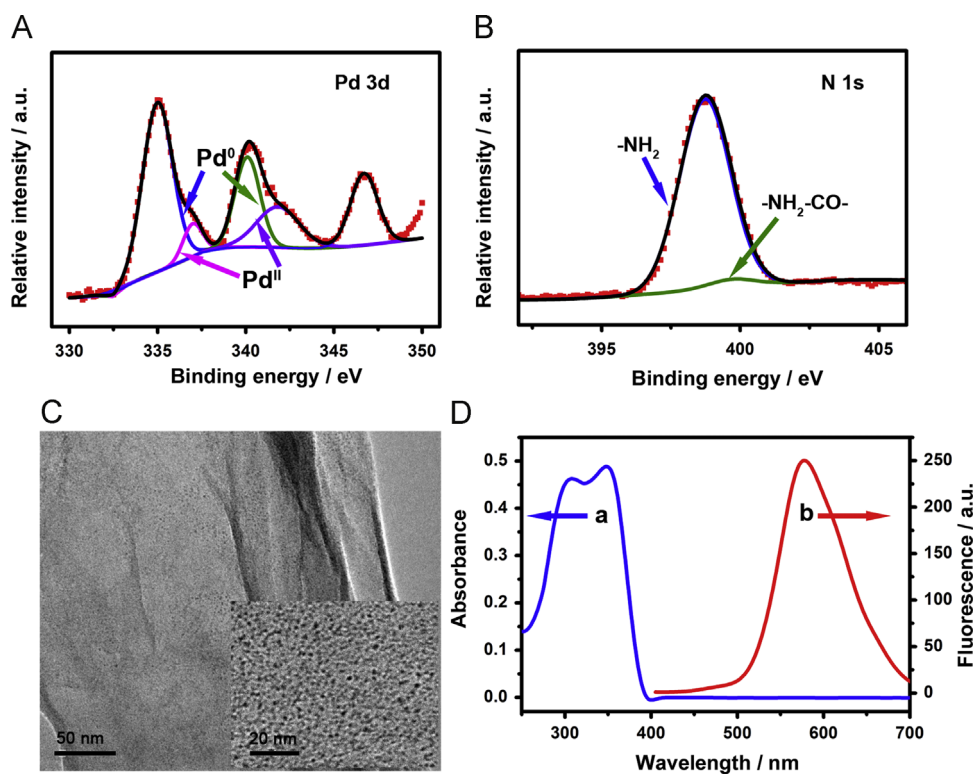 A
Pd 3d
Pd⁰
Pdᴵᴵ
Relative intensity / a.u.
330 335 340 345 350
Binding energy / eV
B
N 1s
-NH₂
-NH₂-CO-
Relative intensity / a.u.
395 400 405
Binding energy / eV
C
50 nm
20 nm
D
0.5
0.4
0.3
0.2
0.1
0.0
Absorbance
a
b
250
200
150
100
50
0
Fluorescence / a.u.
300 400 500 600 700
Wavelength / nm